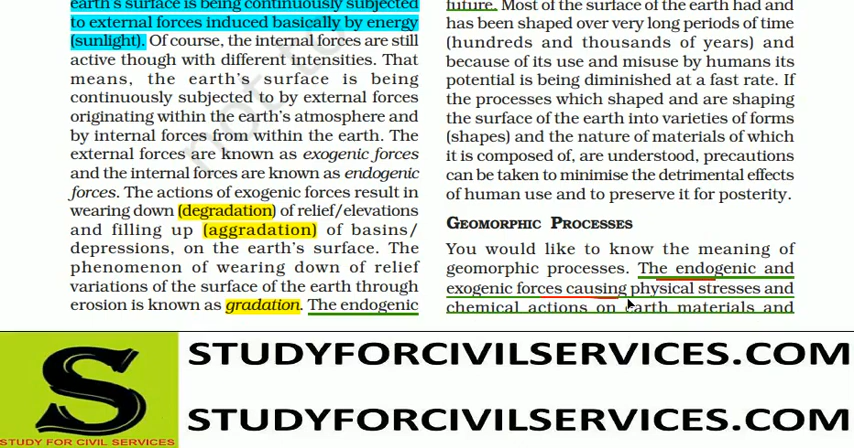 earth's surface is being continuously subjected
to external forces induced basically by energy
(sunlight). Of course, the internal forces are still
active though with different intensities. That
means, the earth's surface is being
continuously subjected to by external forces
originating within the earth's atmosphere and
by internal forces from within the earth. The
external forces are known as exogenic forces
and the internal forces are known as endogenic
forces. The actions of exogenic forces result in
wearing down (degradation) of relief/elevations
and filling up (aggradation) of basins/
depressions, on the earth's surface. The
phenomenon of wearing down of relief
variations of the surface of the earth through
erosion is known as gradation. The endogenic
future. Most of the surface of the earth had and
has been shaped over very long periods of time
(hundreds and thousands of years) and
because of its use and misuse by humans its
potential is being diminished at a fast rate. If
the processes which shaped and are shaping
the surface of the earth into varieties of forms
(shapes) and the nature of materials of which
it is composed of, are understood, precautions
can be taken to minimise the detrimental effects
of human use and to preserve it for posterity.
GEOMORPHIC PROCESSES
You would like to know the meaning of
geomorphic processes. The endogenic and
exogenic forces causing physical stresses and
chemical actions on earth materials and
S
STUDY FOR CIVIL SERVICES
STUDYFORCIVILSERVICES.COM
STUDYFORCIVILSERVICES.COM